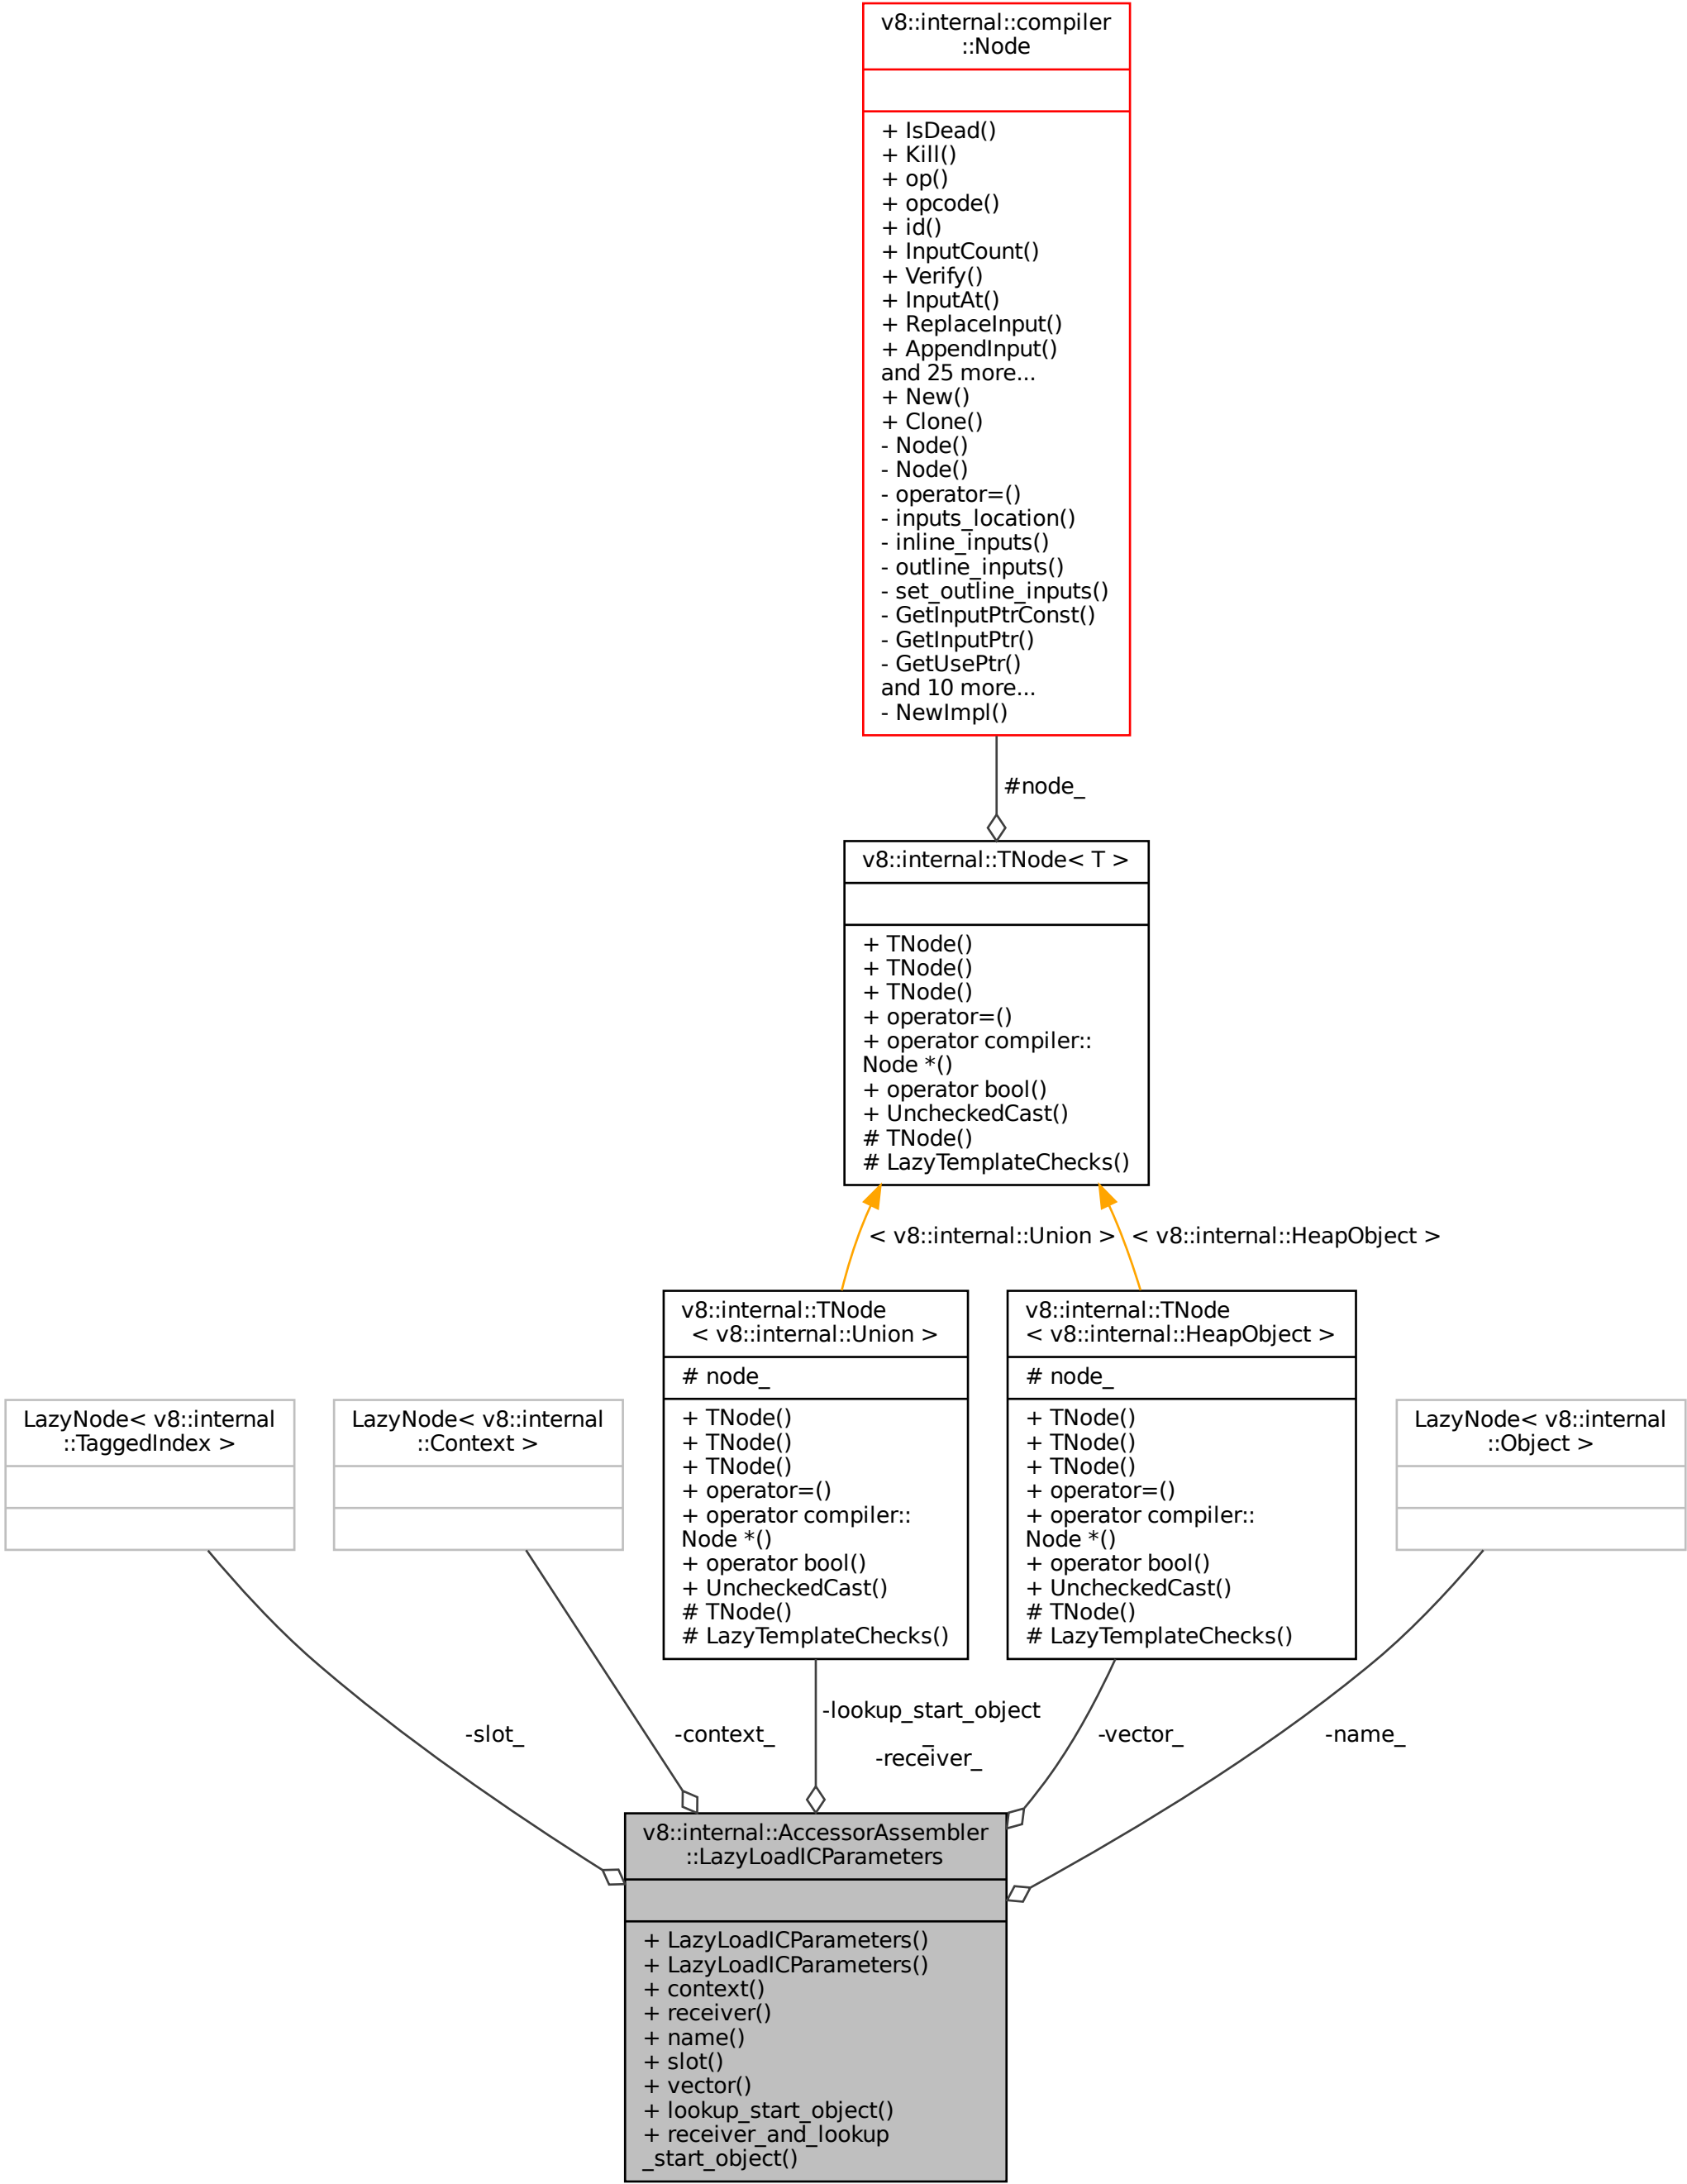 v8::internal::compiler
::Node
+ IsDead()
+ Kill()
+ op()
+ opcode()
+ id()
+ InputCount()
+ Verify()
+ InputAt()
+ ReplaceInput()
+ AppendInput()
and 25 more...
+ New()
+ Clone()
- Node()
- Node()
- operator=()
- inputs_location()
- inline_inputs()
- outline_inputs()
- set_outline_inputs()
- GetInputPtrConst()
- GetInputPtr()
- GetUsePtr()
and 10 more...
- NewImpl()
#node_
v8::internal::TNode< T >
+ TNode()
+ TNode()
+ TNode()
+ operator=()
+ operator compiler::
Node *()
+ operator bool()
+ UncheckedCast()
# TNode()
# LazyTemplateChecks()
< v8::internal::Union >
< v8::internal::HeapObject >
v8::internal::TNode
< v8::internal::Union >
# node_
+ TNode()
+ TNode()
+ TNode()
+ operator=()
+ operator compiler::
Node *()
+ operator bool()
+ UncheckedCast()
# TNode()
# LazyTemplateChecks()
v8::internal::TNode
< v8::internal::HeapObject >
# node_
+ TNode()
+ TNode()
+ TNode()
+ operator=()
+ operator compiler::
Node *()
+ operator bool()
+ UncheckedCast()
# TNode()
# LazyTemplateChecks()
LazyNode< v8::internal
::TaggedIndex >
LazyNode< v8::internal
::Context >
LazyNode< v8::internal
::Object >
-slot_
-context_
-lookup_start_object
_
-receiver_
-vector_
-name_
v8::internal::AccessorAssembler
::LazyLoadICParameters
+ LazyLoadICParameters()
+ LazyLoadICParameters()
+ context()
+ receiver()
+ name()
+ slot()
+ vector()
+ lookup_start_object()
+ receiver_and_lookup
_start_object()